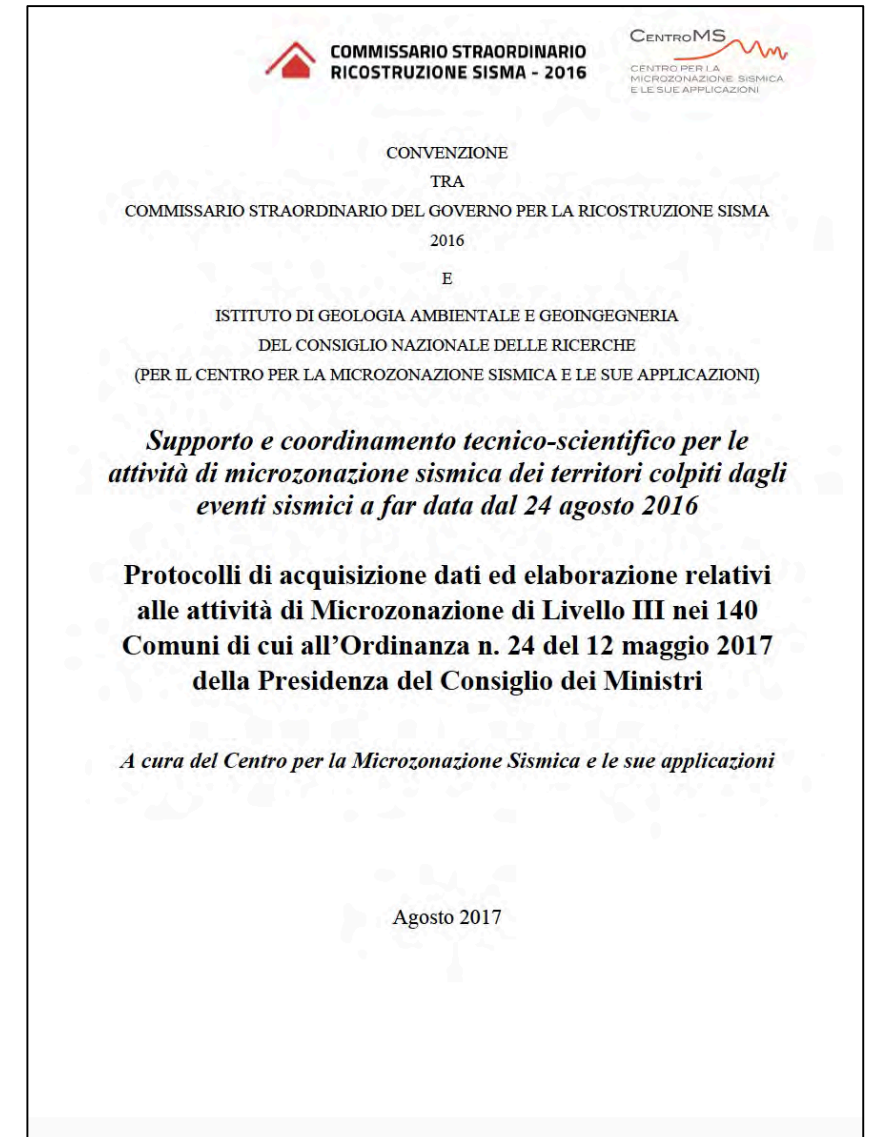 COMMISSARIO STRAORDINARIO
RICOSTRUZIONE SISMA - 2016
CENTROMS
CENTRO PER LA
MICROZONAZIONE SISMICA
E LE SUE APPLICAZIONI
CONVENZIONE
TRA
COMMISSARIO STRAORDINARIO DEL GOVERNO PER LA RICOSTRUZIONE SISMA
2016
E
ISTITUTO DI GEOLOGIA AMBIENTALE E GEOINGEGNERIA
DEL CONSIGLIO NAZIONALE DELLE RICERCHE
(PER IL CENTRO PER LA MICROZONAZIONE SISMICA E LE SUE APPLICAZIONI)
Supporto e coordinamento tecnico-scientifico per le
attività di microzonazione sismica dei territori colpiti dagli
eventi sismici a far data dal 24 agosto 2016
Protocolli di acquisizione dati ed elaborazione relativi
alle attività di Microzonazione di Livello III nei 140
Comuni di cui all'Ordinanza n. 24 del 12 maggio 2017
della Presidenza del Consiglio dei Ministri
A cura del Centro per la Microzonazione Sismica e le sue applicazioni
Agosto 2017